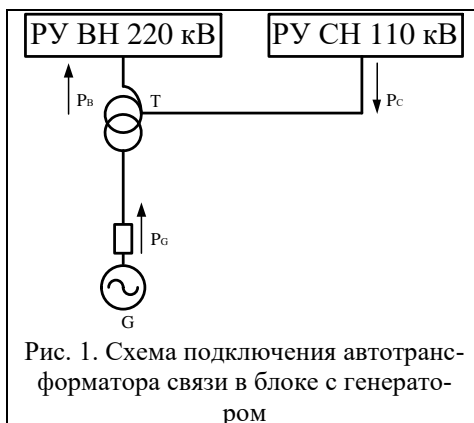 РУ ВН 220 кВ
РУ СН 110 кВ
PВ
T
PС
PG
G
Рис. 1. Схема подключения автотранс-
форматора связи в блоке с генерато-
ром